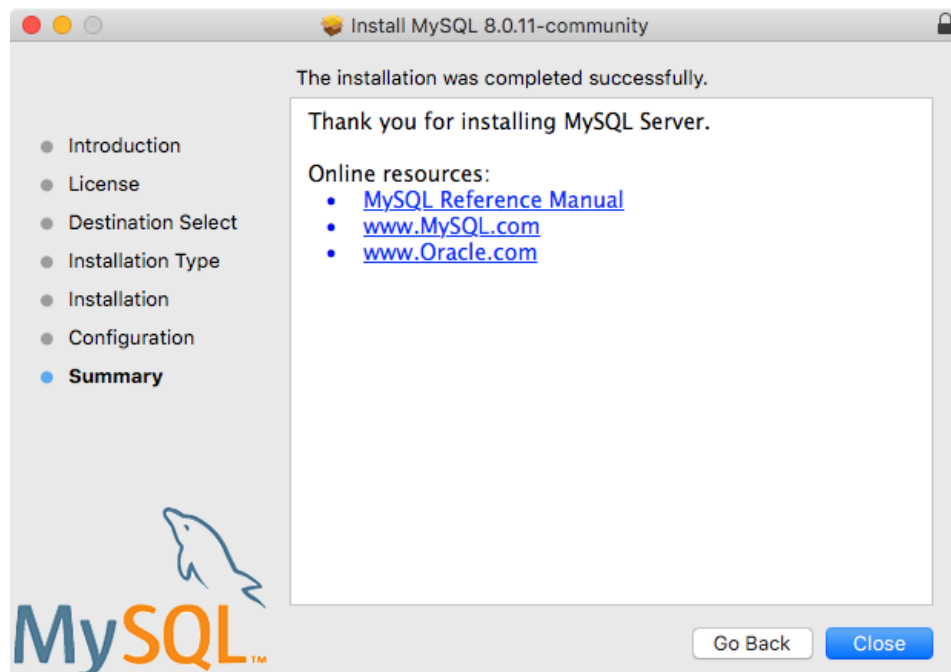 Install MySQL 8.0.11-community
The installation was completed successfully.
Introduction
License
Destination Select
Installation Type
Installation
Configuration
Summary
Thank you for installing MySQL Server.
Online resources:
• MySQL Reference Manual
• www.MySQL.com
• www.Oracle.com
MySQL™
Go Back
Close